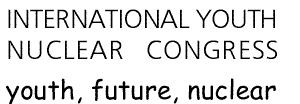 INTERNATIONAL YOUTH
NUCLEAR CONGRESS
youth, future, nuclear